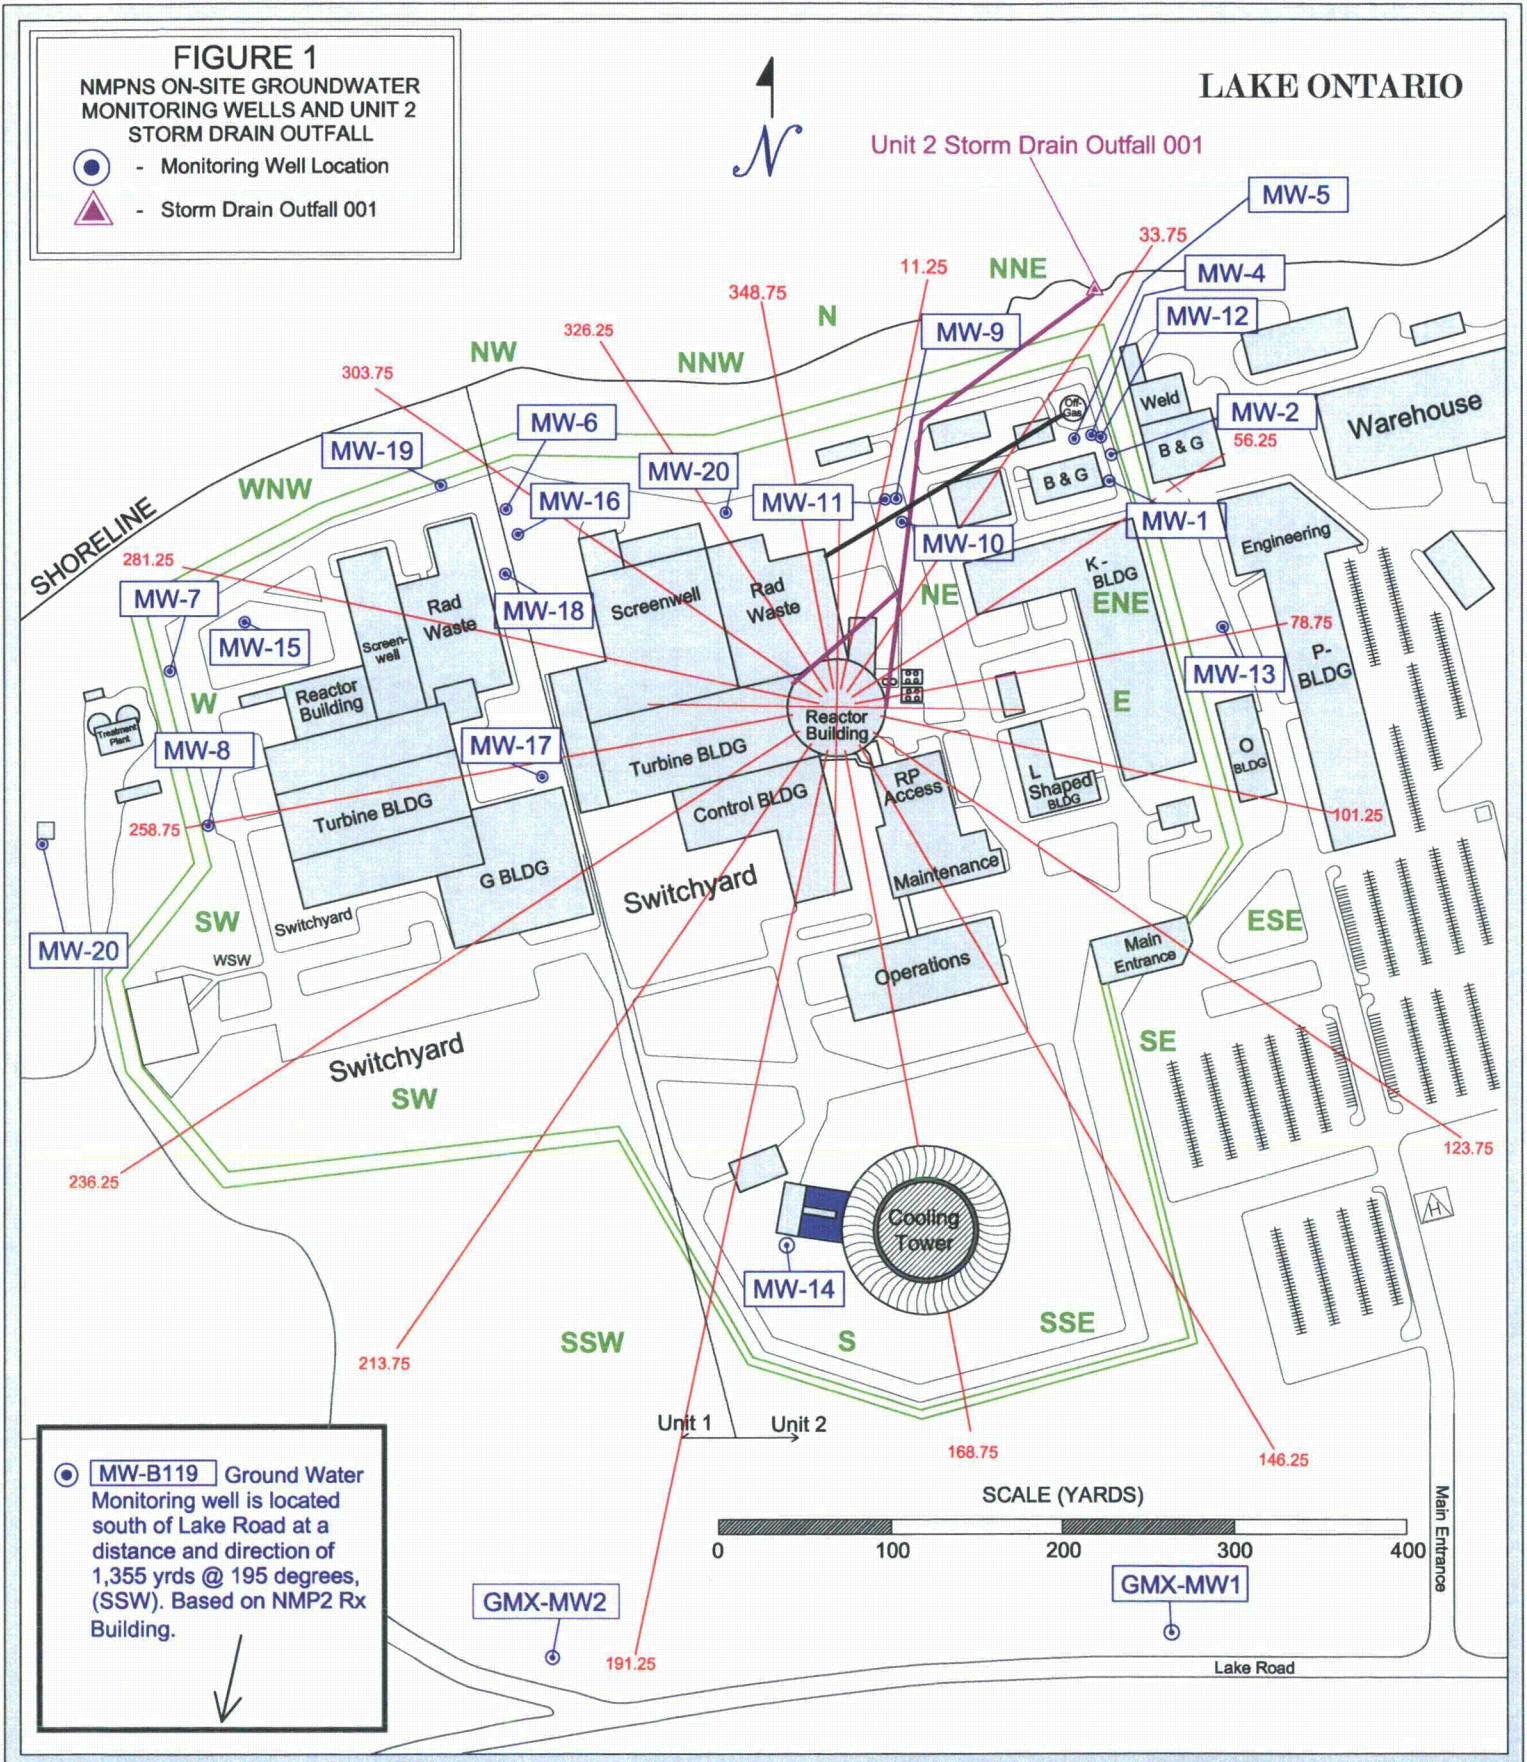 FIGURE 1
NMPNS ON-SITE GROUNDWATER
MONITORING WELLS AND UNIT 2
STORM DRAIN OUTFALL
- Monitoring Well Location
- Storm Drain Outfall 001
LAKE ONTARIO
N
Unit 2 Storm Drain Outfall 001
MW-5
33.75
NNE
11.25
MW-4
348.75
N
MW-12
326.25
MW-9
NW
NNW
303.75
Weld
Off-
Gas
MW-2
Warehouse
MW-6
56.25
MW-19
B & G
MW-20
WNW
B & G
MW-16
MW-11
MW-1
SHORELINE
Engineering
MW-10
281.25
K -
BLDG
MW-7
Rad
Waste
MW-18
Screenwell
Rad
Waste
NE
ENE
78.75
MW-15
Screen-
well
P-
BLDG
MW-13
W
Reactor
Building
E
Reactor
Building
Treatment
Plant
MW-8
MW-17
Turbine BLDG
O
BLDG
L
Shaped
BLDG
RP
Access
Control BLDG
Turbine BLDG
258.75
101.25
G BLDG
Maintenance
Switchyard
SW
Switchyard
ESE
MW-20
WSW
Main
Entrance
Operations
SE
Switchyard
SW
123.75
236.25
H
Cooling
Tower
MW-14
SSE
SSW
S
213.75
Unit 1
Unit 2
168.75
146.25
MW-B119 Ground Water
Monitoring well is located
south of Lake Road at a
distance and direction of
1,355 yrds @ 195 degrees,
(SSW). Based on NMP2 Rx
Building.
SCALE (YARDS)
0 100 200 300 400
Main Entrance
GMX-MW2
GMX-MW1
191.25
Lake Road